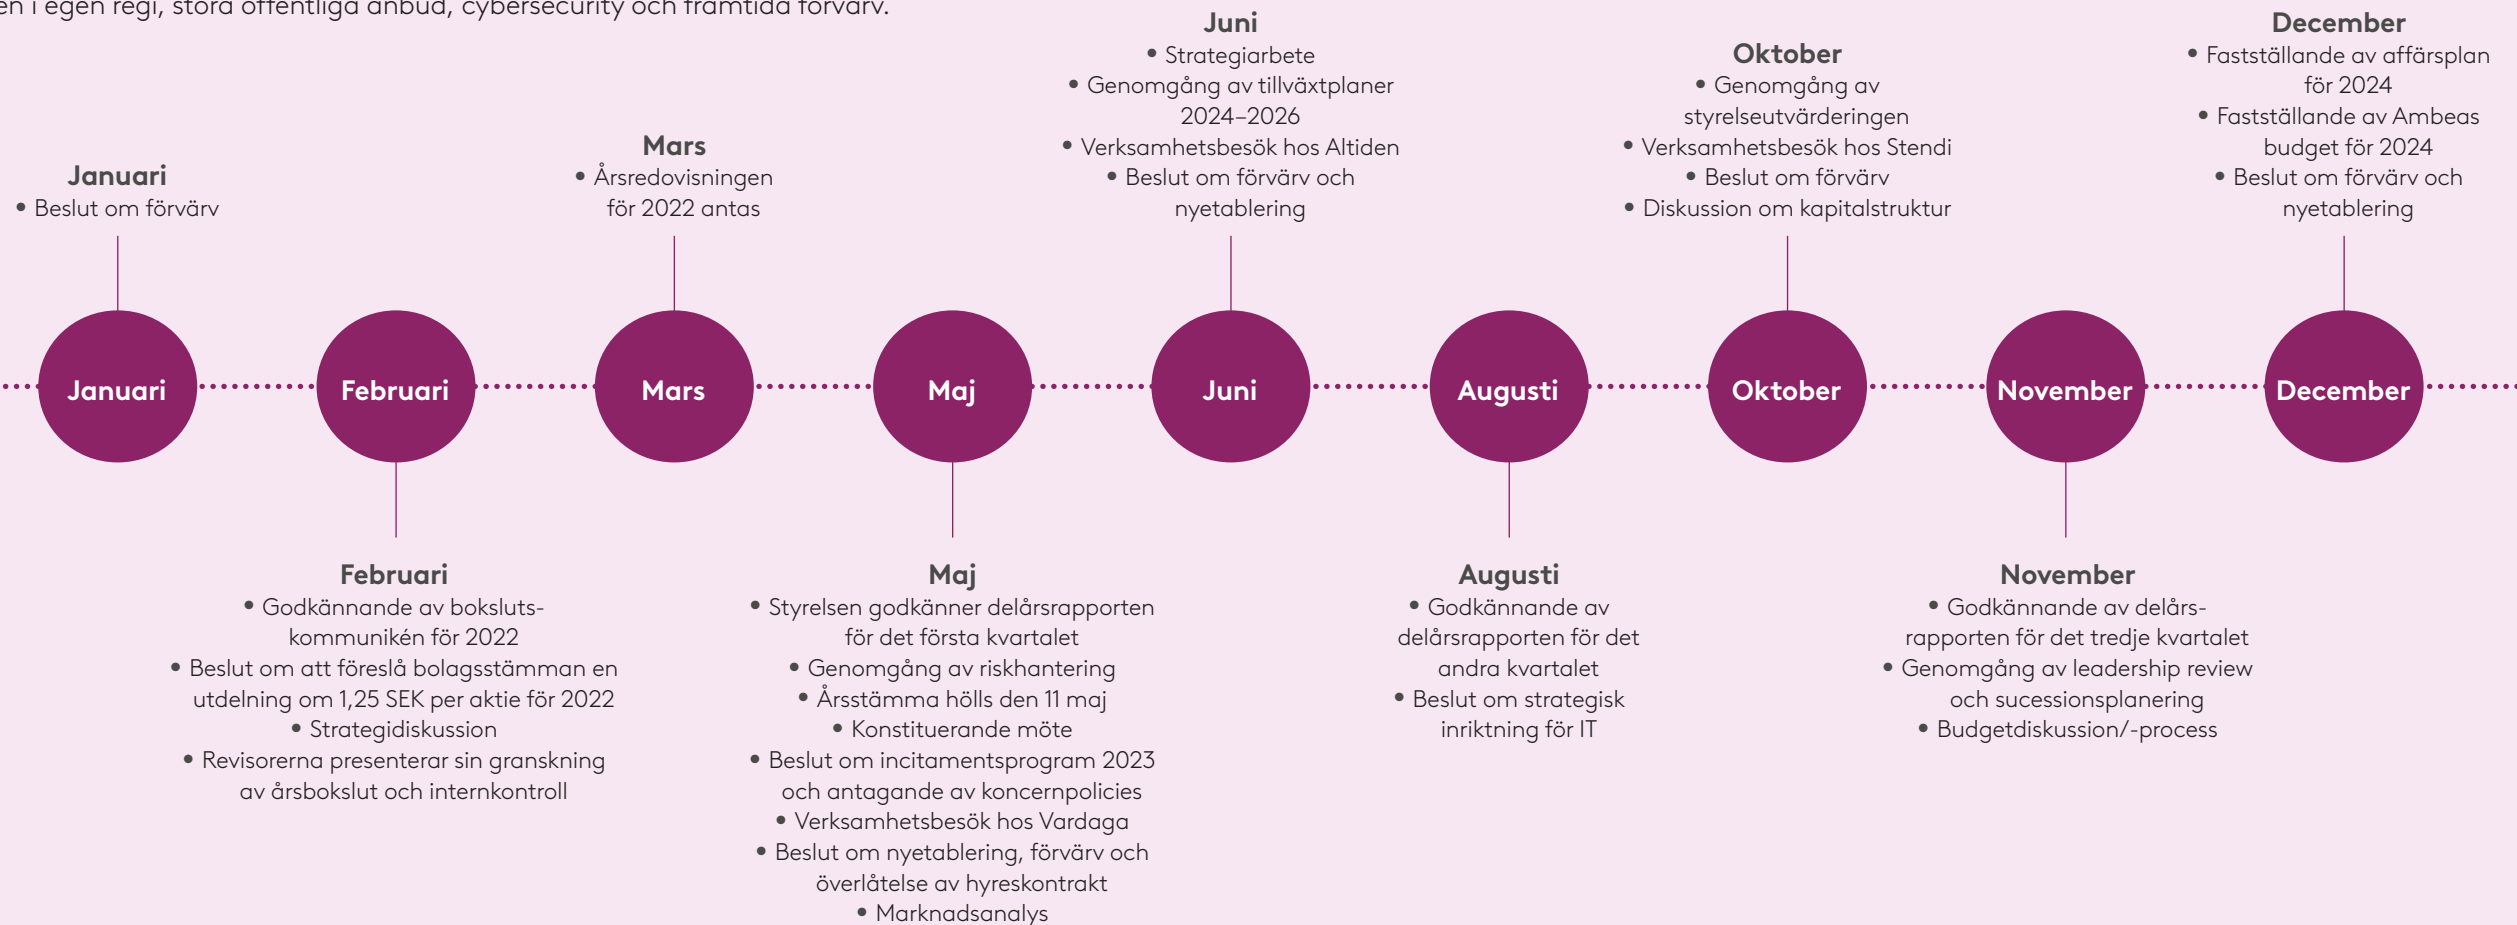 en i egen regi, stora offentliga anbud, cybersecurity och framtida förvärv.
Januari
• Beslut om förvärv
Mars
• Årsredovisningen
för 2022 antas
Juni
• Strategiarbete
• Genomgång av tillväxtplaner
2024–2026
• Verksamhetsbesök hos Altiden
• Beslut om förvärv och
nyetablering
Oktober
• Genomgång av
styrelseutvärderingen
• Verksamhetsbesök hos Stendi
• Beslut om förvärv
• Diskussion om kapitalstruktur
December
• Fastställande av affärsplan
för 2024
• Fastställande av Ambeas
budget för 2024
• Beslut om förvärv och
nyetablering
Januari
Februari
Mars
Maj
Juni
Augusti
Oktober
November
December
Februari
• Godkännande av boksluts-
kommunikén för 2022
• Beslut om att föreslå bolagsstämman en
utdelning om 1,25 SEK per aktie för 2022
• Strategidiskussion
• Revisorerna presenterar sin granskning
av årsbokslut och internkontroll
Maj
• Styrelsen godkänner delårsrapporten
för det första kvartalet
• Genomgång av riskhantering
• Årsstämma hölls den 11 maj
• Konstituerande möte
• Beslut om incitamentsprogram 2023
och antagande av koncernpolicies
• Verksamhetsbesök hos Vardaga
• Beslut om nyetablering, förvärv och
överlåtelse av hyreskontrakt
• Marknadsanalys
Augusti
• Godkännande av
delårsrapporten för det
andra kvartalet
• Beslut om strategisk
inriktning för IT
November
• Godkännande av delårs-
rapporten för det tredje kvartalet
• Genomgång av leadership review
och sucessionsplanering
• Budgetdiskussion/-process